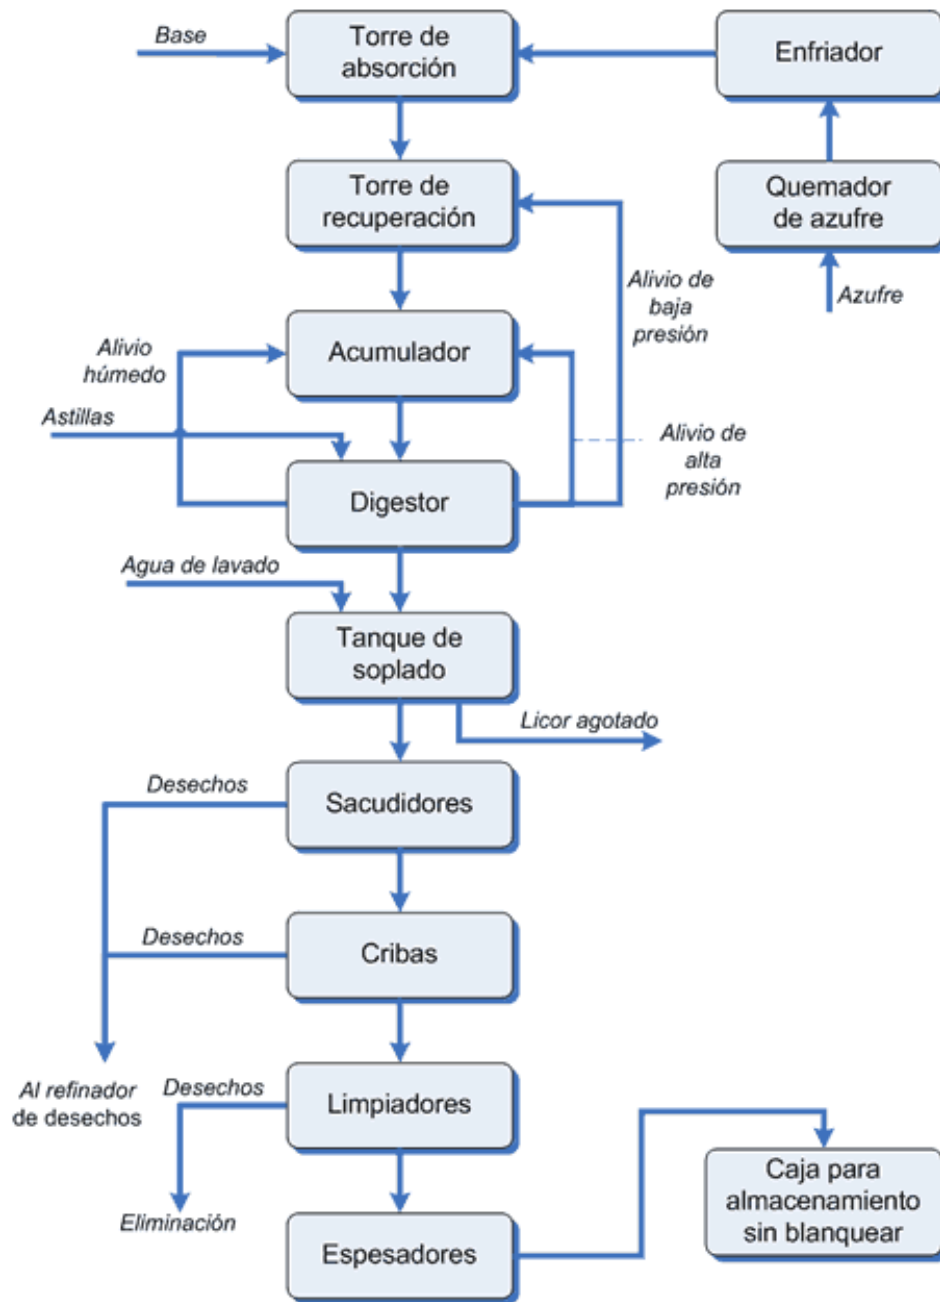 Base
Torre de
absorción
Enfriador
Torre de
recuperación
Quemador
de azufre
Alivio de
baja
presión
Azufre
Alivio
húmedo
Acumulador
Astillas
Alivio de
alta
presión
Digestor
Agua de lavado
Tanque de
soplado
Licor agotado
Desechos
Sacudidores
Desechos
Cribas
Al refinador
de desechos
Desechos
Limpiadores
Caja para
almacenamiento
sin blanquear
Eliminación
Espesadores